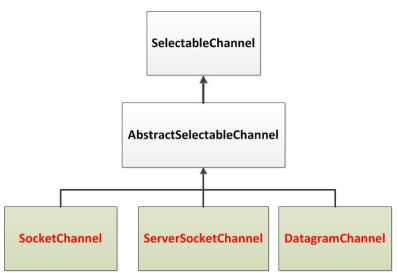 SelectableChannel
AbstractSelectableChannel
SocketChannel
ServerSocketChannel
DatagramChannel